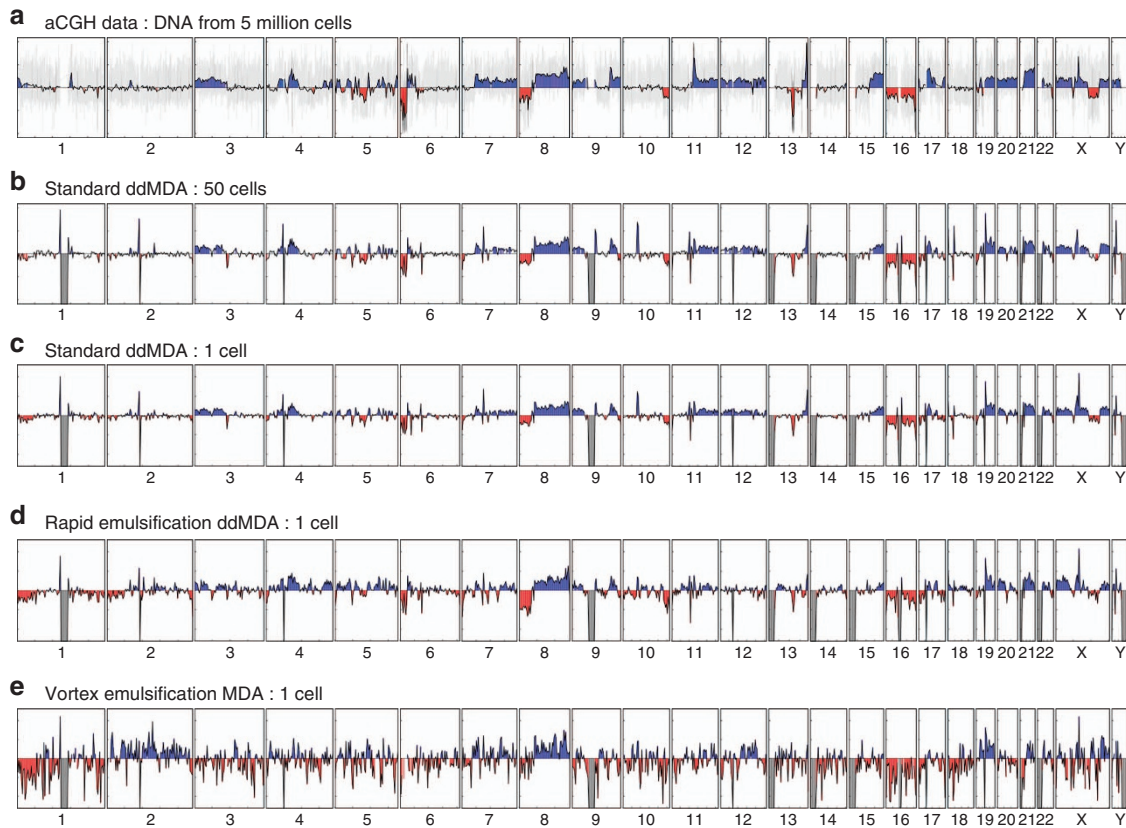 a aCGH data : DNA from 5 million cells
1 2 3 4 5 6 7 8 9 10 11 12 13 14 15 16 17 18 19 20 21 22 X Y
b Standard ddMDA : 50 cells
1 2 3 4 5 6 7 8 9 10 11 12 13 14 15 16 17 18 19 20 21 22 X Y
c Standard ddMDA : 1 cell
1 2 3 4 5 6 7 8 9 10 11 12 13 14 15 16 17 18 19 20 21 22 X Y
d Rapid emulsification ddMDA : 1 cell
1 2 3 4 5 6 7 8 9 10 11 12 13 14 15 16 17 18 19 20 21 22 X Y
e Vortex emulsification MDA : 1 cell
1 2 3 4 5 6 7 8 9 10 11 12 13 14 15 16 17 18 19 20 21 22 X Y